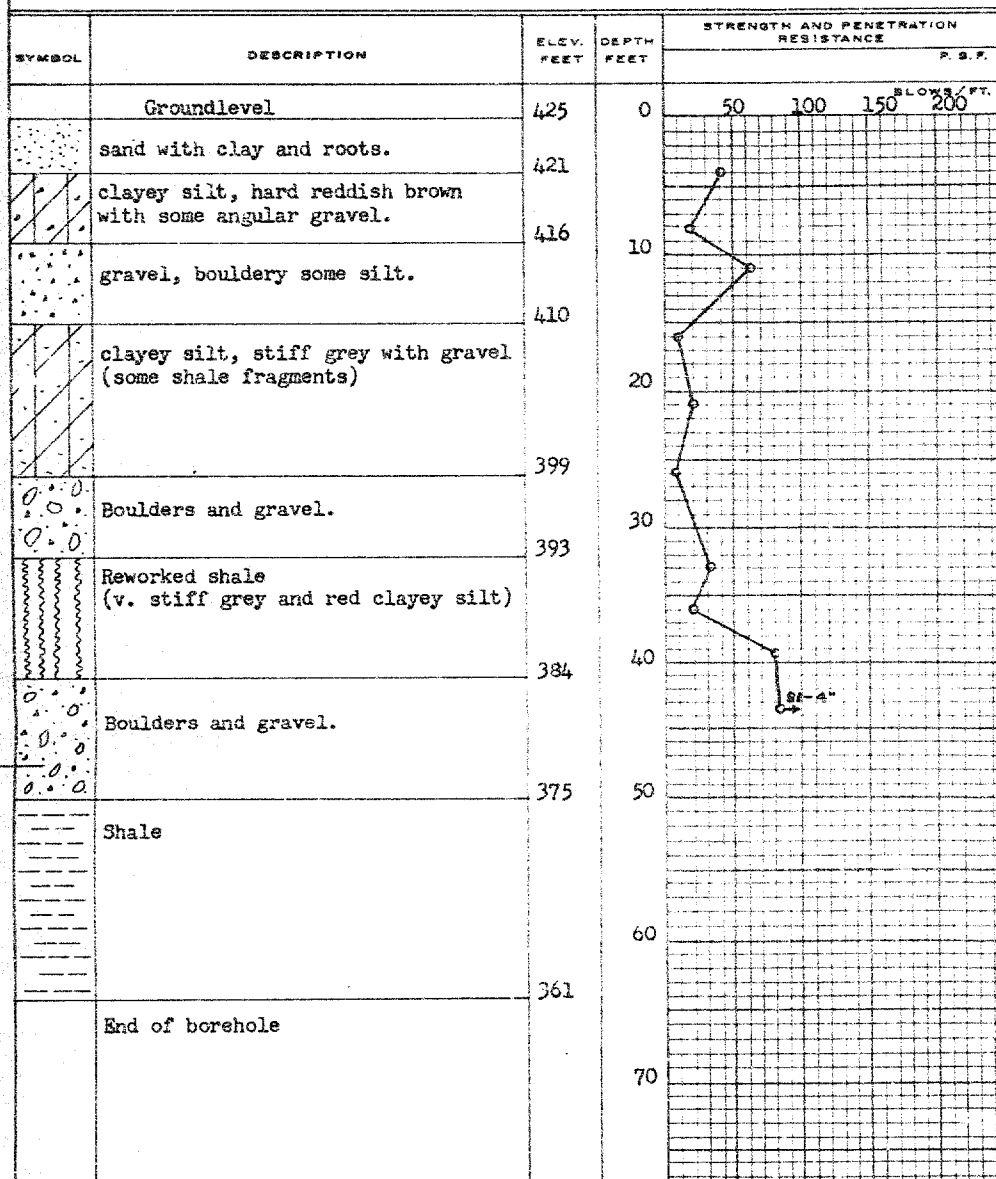 SYMBOL
DESCRIPTION
ELEV. FEET
DEPTH FEET
STRENGTH AND PENETRATION
RESISTANCE
P.S.F.
BLOWS/FT.
50 100 150 200
Groundlevel 425 0
sand with clay and roots.
421
clayey silt, hard reddish brown
with some angular gravel.
416
10
gravel, bouldery some silt.
410
clayey silt, stiff grey with gravel
(some shale fragments)
20
399
Boulders and gravel.
30
393
Reworked shale
(v. stiff grey and red clayey silt)
384
40
Boulders and gravel.
375
50
Shale
60
361
End of borehole
70